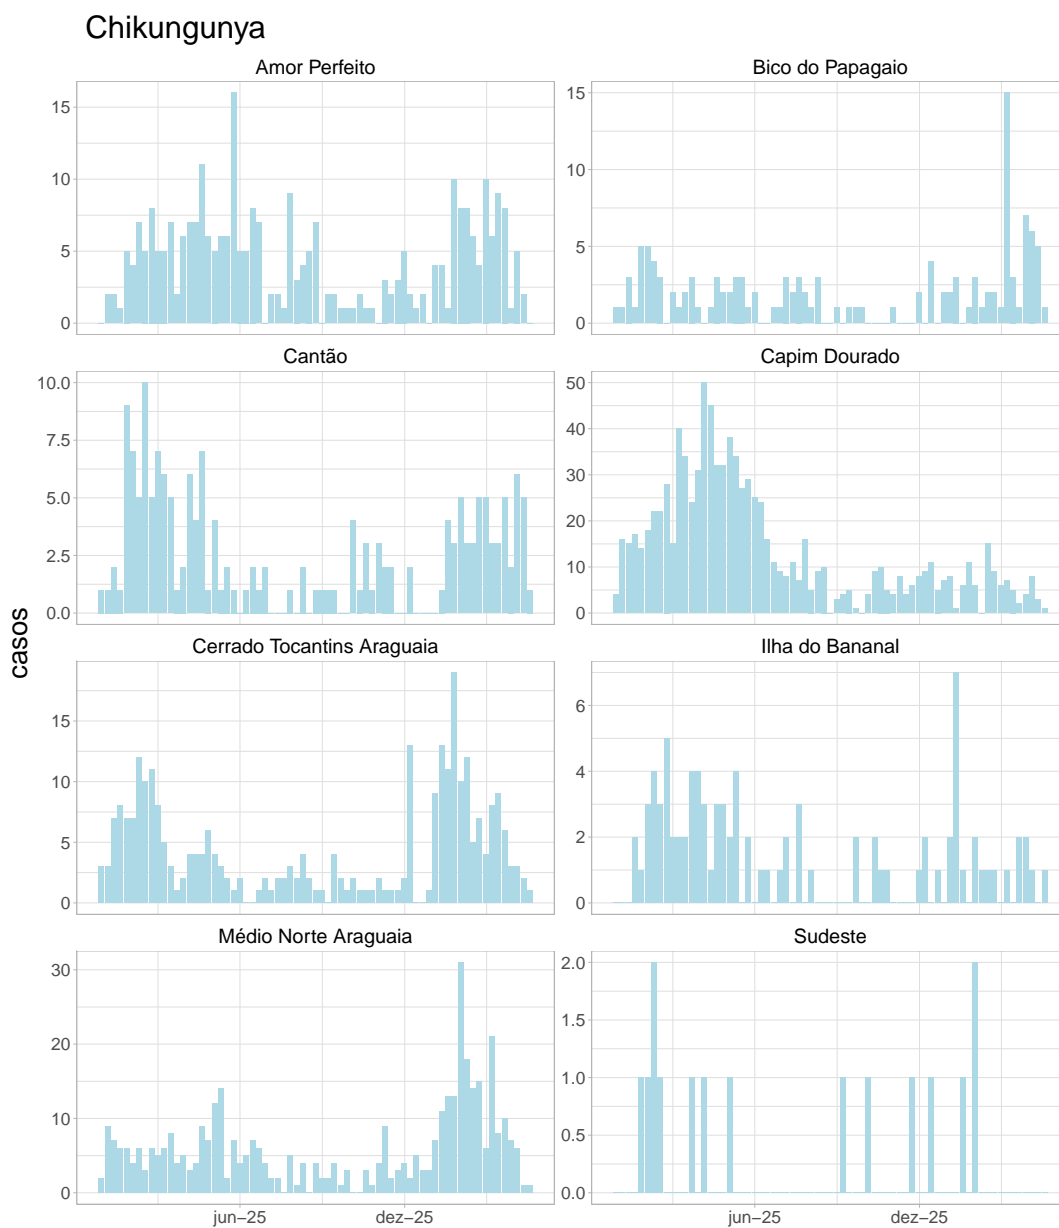 Chikungunya
Amor Perfeito
Bico do Papagaio
15
10
5
0
15
10
5
0
Cantão
Capim Dourado
10.0
7.5
5.0
2.5
0.0
50
40
30
20
10
0
casos
Cerrado Tocantins Araguaia
Ilha do Bananal
15
10
5
0
6
4
2
0
Médio Norte Araguaia
Sudeste
30
20
10
0
2.0
1.5
1.0
0.5
0.0
jun−25
dez−25
jun−25
dez−25